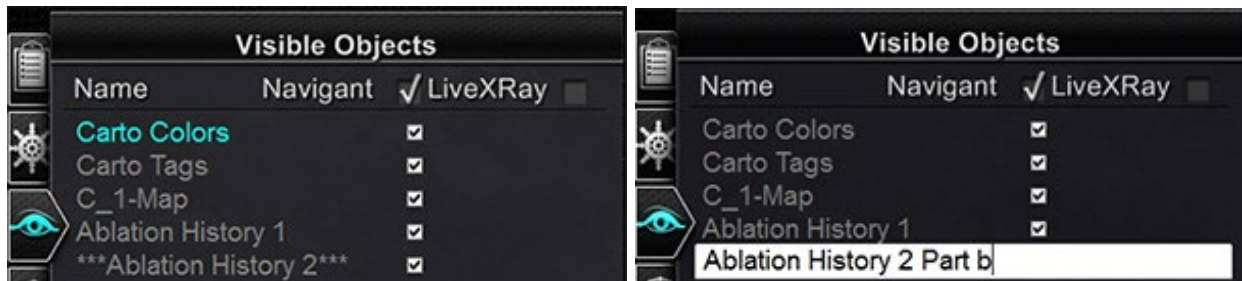 Visible Objects
Name Navigant LiveXRay
Carto Colors
Carto Tags
C_1-Map
Ablation History 1
***Ablation History 2***
Visible Objects
Name Navigant LiveXRay
Carto Colors
Carto Tags
C_1-Map
Ablation History 1
Ablation History 2 Part b